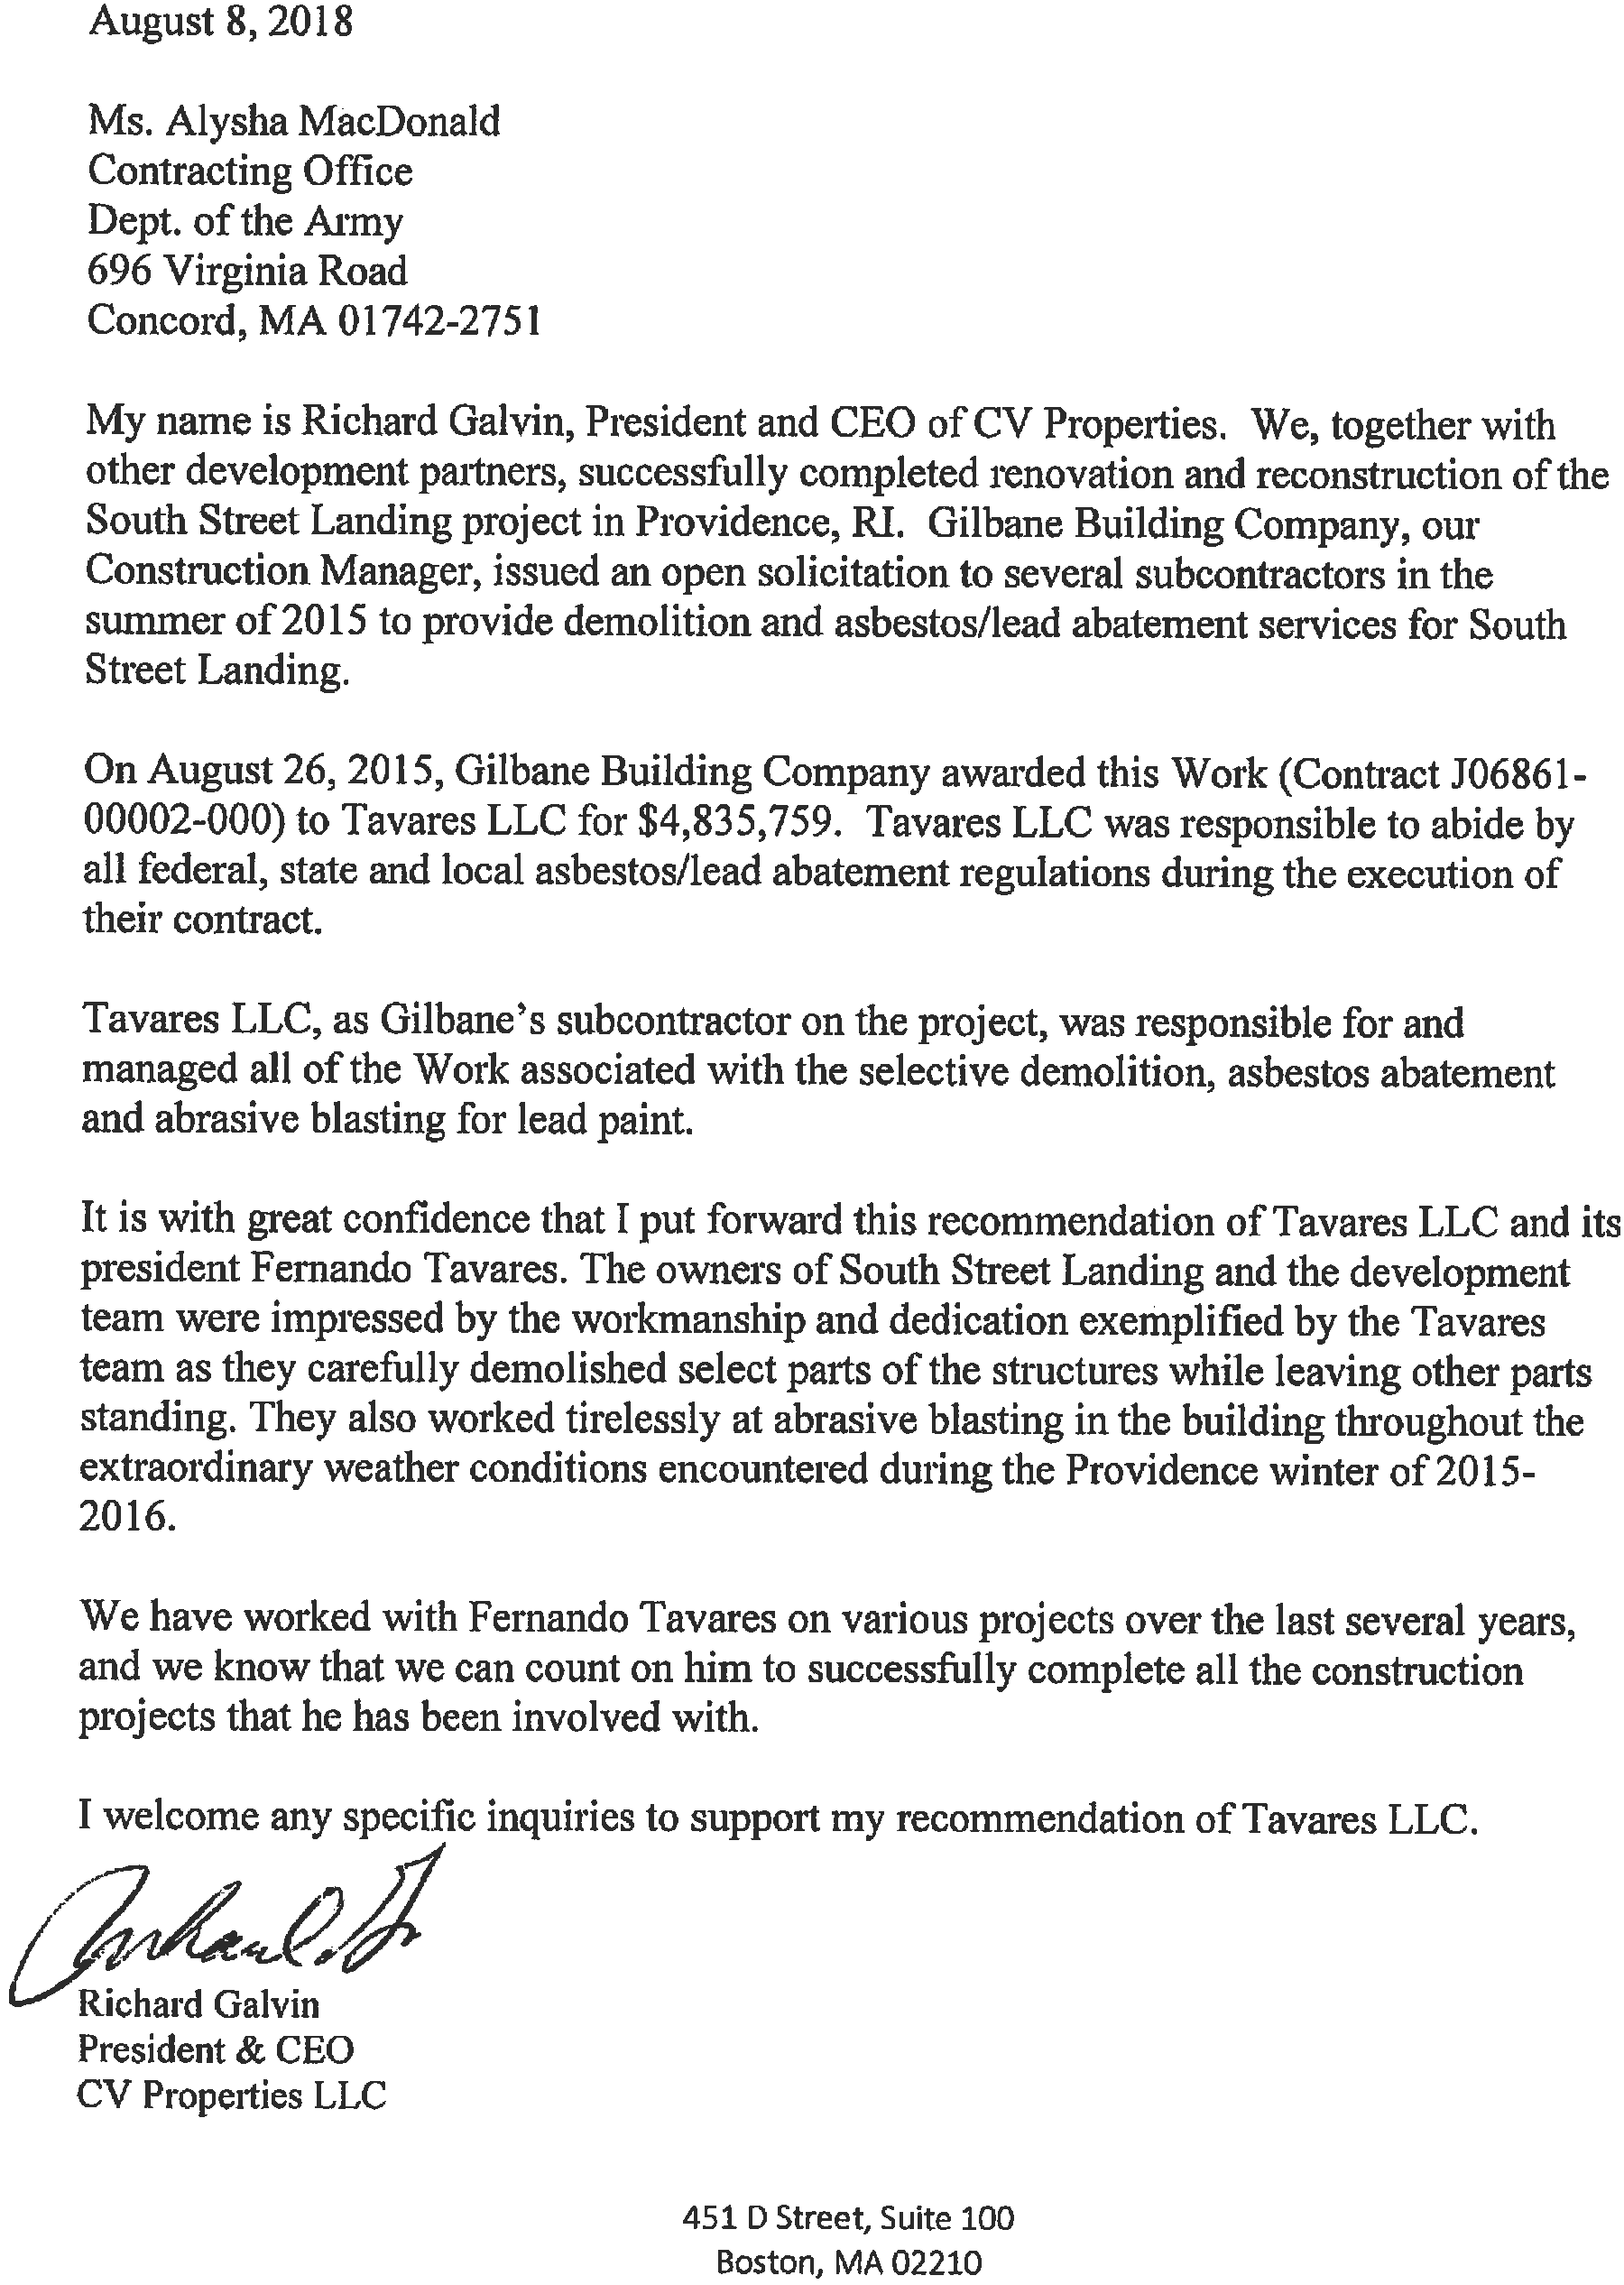 August 8, 2018
Ms. Alysha MacDonald
Contracting Office
Dept. of the Army
696 Virginia Road
Concord, MA 01742-2751
My name is Richard Galvin, President and CEO of CV Properties. We, together with
other development partners, successfully completed renovation and reconstruction of the
South Street Landing project in Providence, RI. Gilbane Building Company, our
Construction Manager, issued an open solicitation to several subcontractors in the
summer of 2015 to provide demolition and asbestos/lead abatement services for South
Street Landing.
On August 26, 2015, Gilbane Building Company awarded this Work (Contract J06861-
00002-000) to Tavares LLC for $4,835,759. Tavares LLC was responsible to abide by
all federal, state and local asbestos/lead abatement regulations during the execution of
their contract.
Tavares LLC, as Gilbane's subcontractor on the project, was responsible for and
managed all of the Work associated with the selective demolition, asbestos abatement
and abrasive blasting for lead paint.
It is with great confidence that I put forward this recommendation of Tavares LLC and its
president Fernando Tavares. The owners of South Street Landing and the development
team were impressed by the workmanship and dedication exemplified by the Tavares
team as they carefully demolished select parts of the structures while leaving other parts
standing. They also worked tirelessly at abrasive blasting in the building throughout the
extraordinary weather conditions encountered during the Providence winter of 2015-
2016.
We have worked with Fernando Tavares on various projects over the last several years,
and we know that we can count on him to successfully complete all the construction
projects that he has been involved with.
I welcome any specific inquiries to support my recommendation of Tavares LLC.
Richard Galvin
President & CEO
CV Properties LLC
451 D Street, Suite 100
Boston, MA 02210